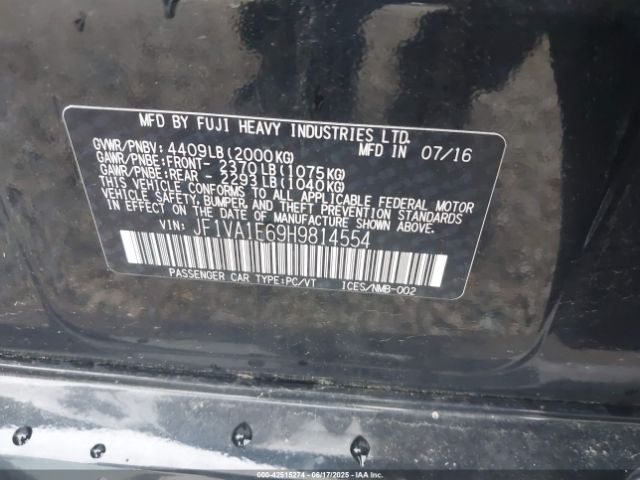 MFD BY FUJI HEAVY INDUSTRIES LTD.
GVWR/PNBV: 4409LB(2000KG) MFD IN 07/16
GAWR/PNBE:FRONT- 2370LB(1075KG)
GAWR/PNBE:REAR - 2293LB(1040KG)
THIS VEHICLE CONFORMS TO ALL APPLICABLE FEDERAL MOTOR
VEHICLE SAFETY, BUMPER, AND THEFT PREVENTION STANDARDS
IN EFFECT ON THE DATE OF MANUFACTURE SHOWN ABOVE.
VIN: JF1VA1E69H9814554
PASSENGER CAR TYPE:PC/VT ICES/NMB-002
000-42515274 - 06/17/2025 - IAAI.COM